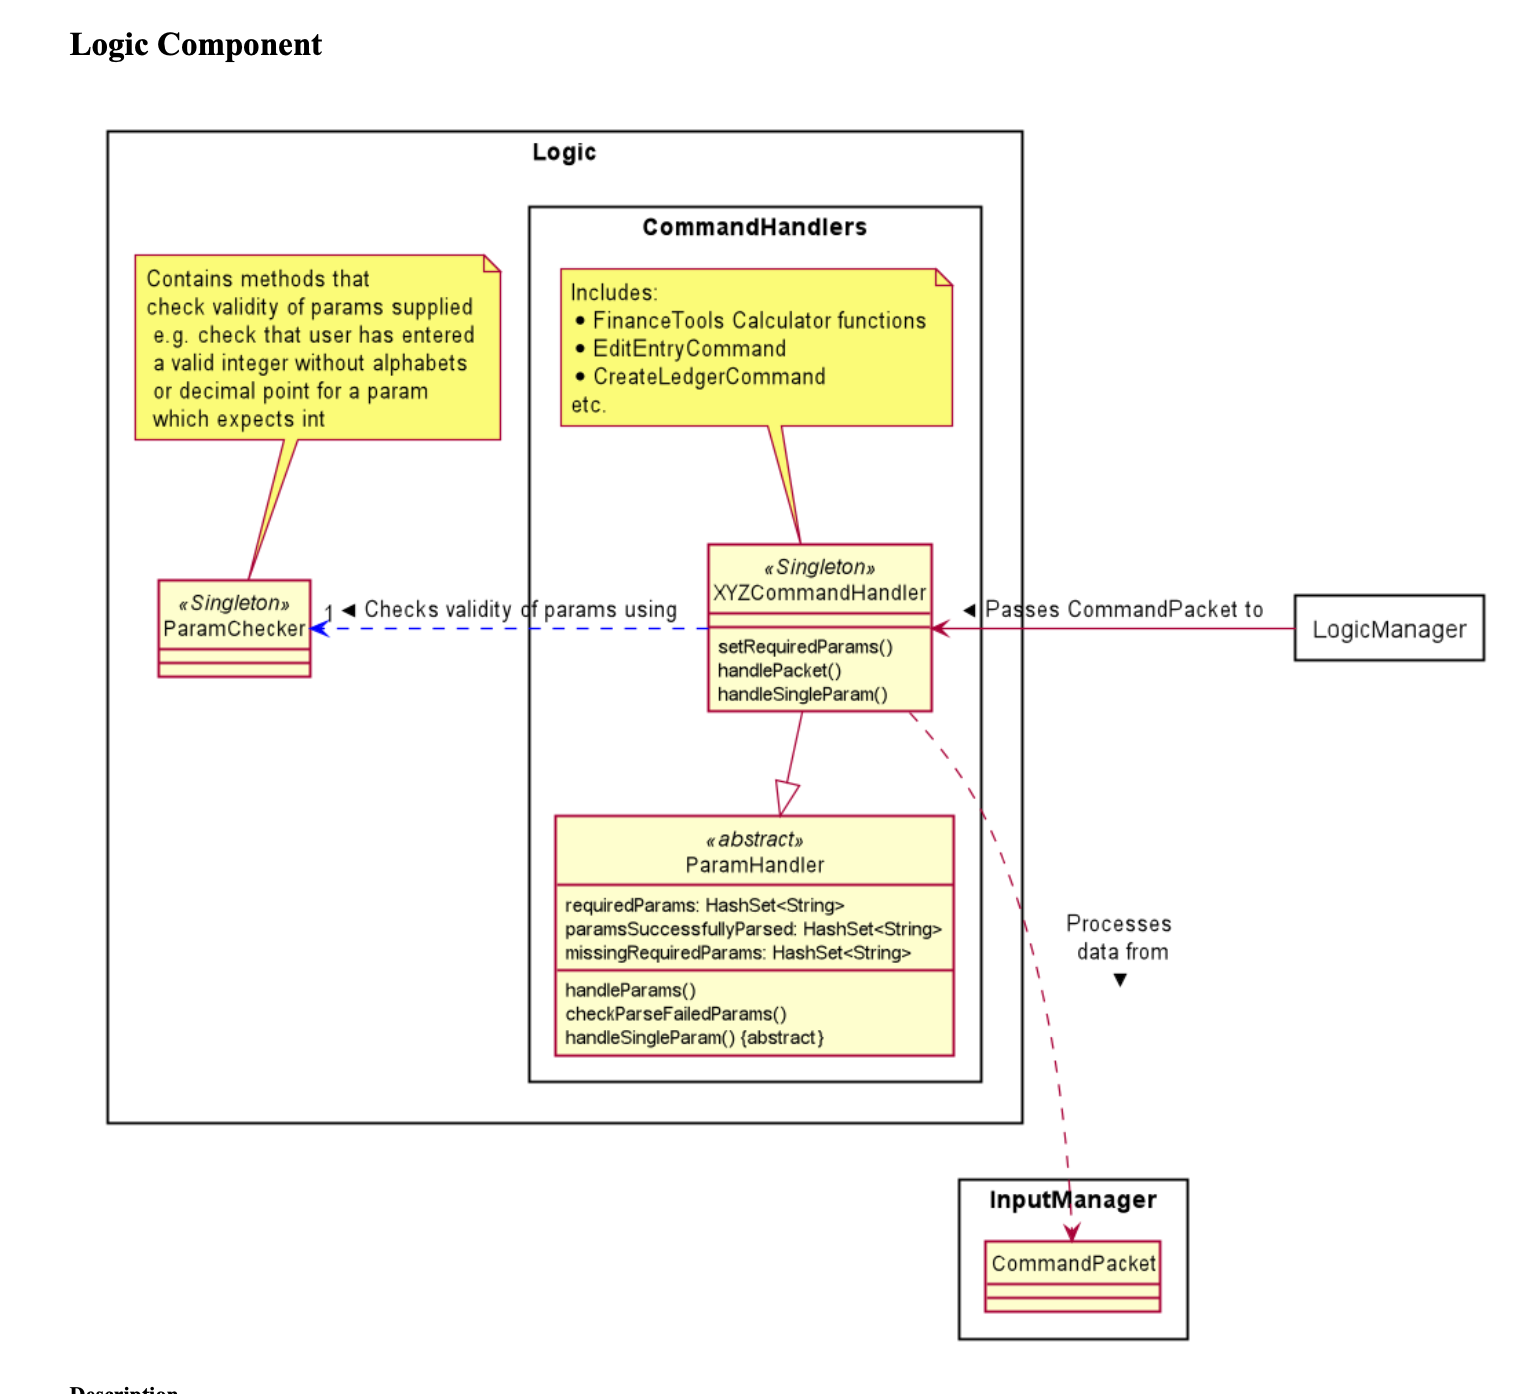 Logic Component
Logic
CommandHandlers
Contains methods that
check validity of params supplied
e.g. check that user has entered
a valid integer without alphabets
or decimal point for a param
which expects int
Includes:
• FinanceTools Calculator functions
• EditEntryCommand
• CreateLedgerCommand
etc.
«Singleton»
ParamChecker
1 ◄ Checks validity of params using
«Singleton»
XYZCommandHandler
setRequiredParams()
handlePacket()
handleSingleParam()
◄ Passes CommandPacket to
LogicManager
«abstract»
ParamHandler
requiredParams: HashSet<String>
paramsSuccessfullyParsed: HashSet<String>
missingRequiredParams: HashSet<String>
handleParams()
checkParseFailedParams()
handleSingleParam() {abstract}
Processes
data from
▼
InputManager
CommandPacket
Description